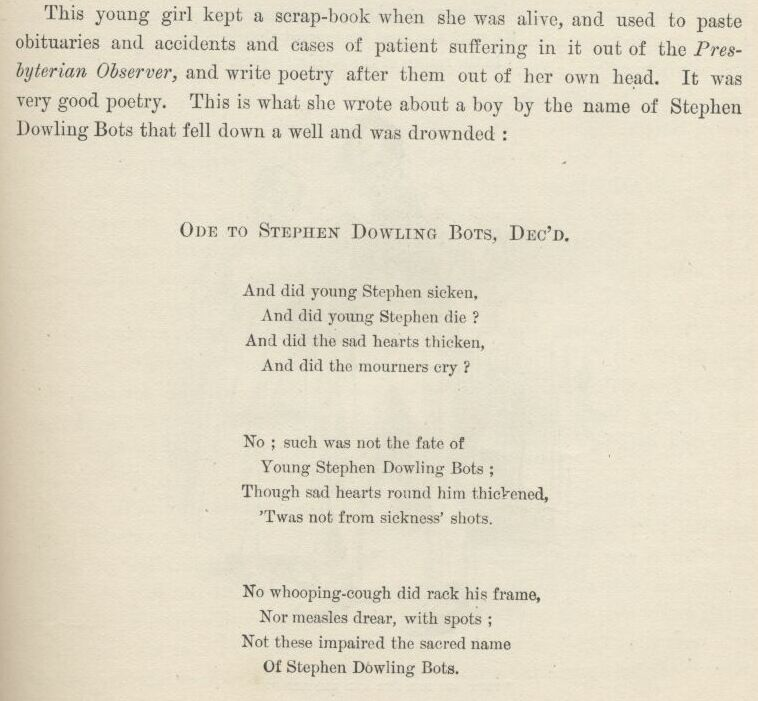 This young girl kept a scrap-book when she was alive, and used to paste
obituaries and accidents and cases of patient suffering in it out of the Pres-
byterian Observer, and write poetry after them out of her own head. It was
very good poetry. This is what she wrote about a boy by the name of Stephen
Dowling Bots that fell down a well and was drownded :
ODE TO STEPHEN DOWLING BOTS, DEC'D.
And did young Stephen sicken,
And did young Stephen die ?
And did the sad hearts thicken,
And did the mourners cry ?
No ; such was not the fate of
Young Stephen Dowling Bots ;
Though sad hearts round him thickened,
'Twas not from sickness' shots.
No whooping-cough did rack his frame,
Nor measles drear, with spots ;
Not these impaired the sacred name
Of Stephen Dowling Bots.